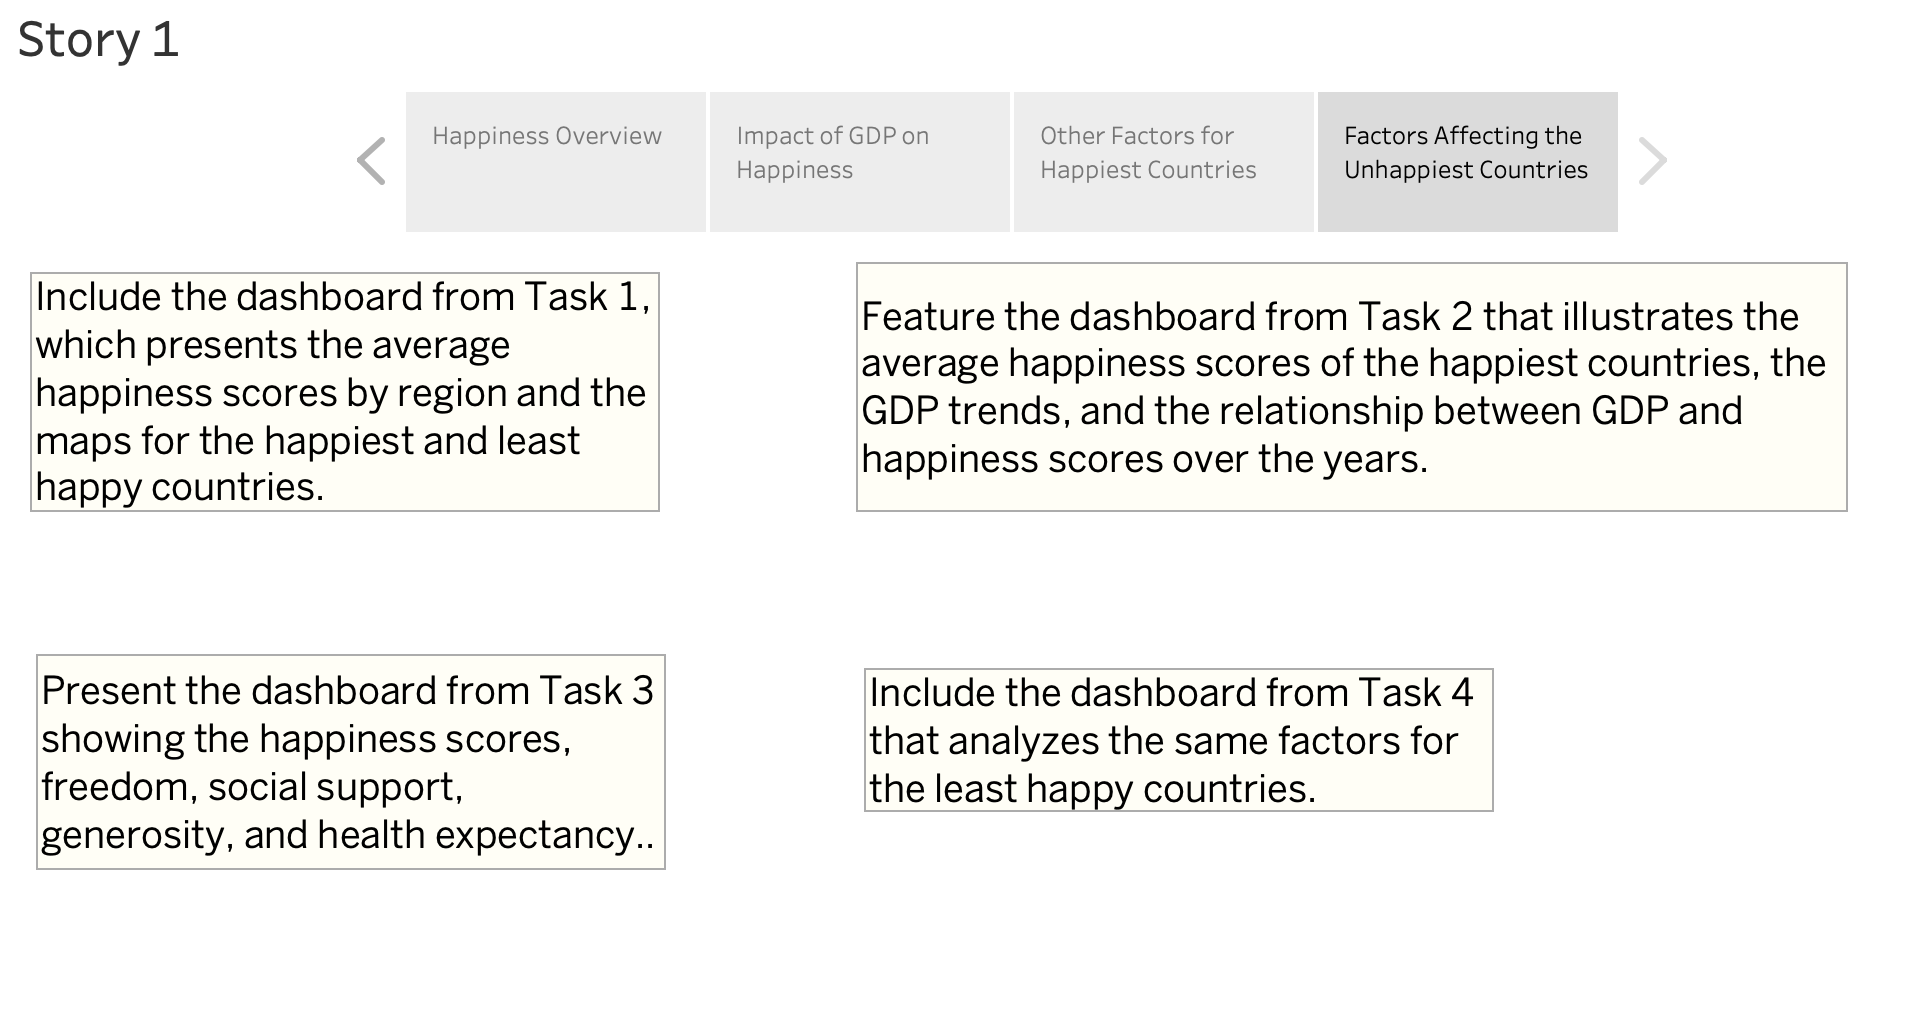 Story 1
Happiness Overview
Impact of GDP on
Happiness
Other Factors for
Happiest Countries
Factors Affecting the
Unhappiest Countries
Include the dashboard from Task 1,
which presents the average
happiness scores by region and the
maps for the happiest and least
happy countries.
Feature the dashboard from Task 2 that illustrates the
average happiness scores of the happiest countries, the
GDP trends, and the relationship between GDP and
happiness scores over the years.
Present the dashboard from Task 3
showing the happiness scores,
freedom, social support,
generosity, and health expectancy..
Include the dashboard from Task 4
that analyzes the same factors for
the least happy countries.